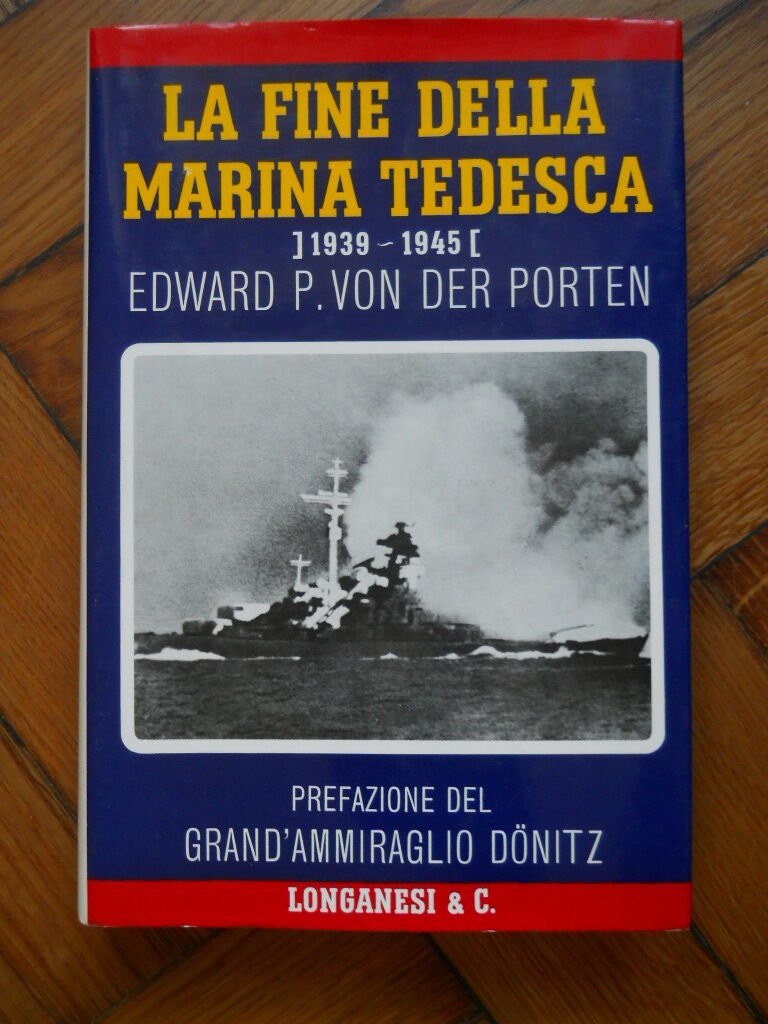 LA FINE DELLA
MARINA TEDESCA
]1939 - 1945[
EDWARD P. VON DER PORTEN
PREFAZIONE DEL
GRAND'AMMIRAGLIO DÖNITZ
LONGANESI & C.